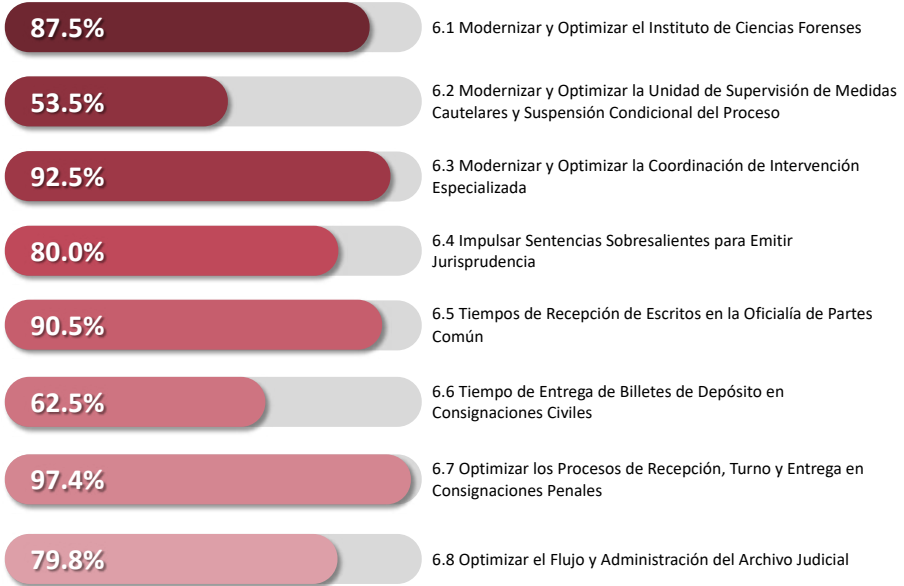 87.5%
6.1 Modernizar y Optimizar el Instituto de Ciencias Forenses
53.5%
6.2 Modernizar y Optimizar la Unidad de Supervisión de Medidas
Cautelares y Suspensión Condicional del Proceso
92.5%
6.3 Modernizar y Optimizar la Coordinación de Intervención
Especializada
80.0%
6.4 Impulsar Sentencias Sobresalientes para Emitir
Jurisprudencia
90.5%
6.5 Tiempos de Recepción de Escritos en la Oficialía de Partes
Común
62.5%
6.6 Tiempo de Entrega de Billetes de Depósito en
Consignaciones Civiles
97.4%
6.7 Optimizar los Procesos de Recepción, Turno y Entrega en
Consignaciones Penales
79.8%
6.8 Optimizar el Flujo y Administración del Archivo Judicial